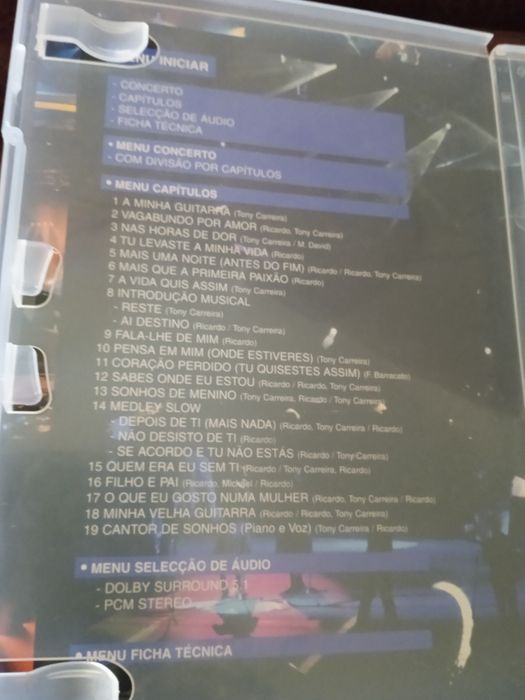 MENU INICIAR
- CONCERTO
- CAPÍTULOS
- SELECÇÃO DE ÁUDIO
- FICHA TÉCNICA
• MENU CONCERTO
- COM DIVISÃO POR CAPÍTULOS
• MENU CAPÍTULOS
1 A MINHA GUITARRA (Tony Carreira)
2 VAGABUNDO POR AMOR (Ricardo, Tony Carreira)
3 NAS HORAS DE DOR (Tony Carreira / M. David)
4 TU LEVASTE A MINHA VIDA (Ricardo)
5 MAIS UMA NOITE (ANTES DO FIM) (Ricardo / Ricardo, Tony Carreira)
6 MAIS QUE A PRIMEIRA PAIXÃO (Ricardo)
7 A VIDA QUIS ASSIM (Tony Carreira)
8 INTRODUÇÃO MUSICAL
- RESTE (Tony Carreira)
- AI DESTINO (Ricardo / Tony Carreira)
9 FALA-LHE DE MIM (Ricardo)
10 PENSA EM MIM (ONDE ESTIVERES) (Tony Carreira)
11 CORAÇÃO PERDIDO (TU QUISESTES ASSIM) (F. Barracato)
12 SABES ONDE EU ESTOU (Ricardo / Ricardo, Tony Carreira)
13 SONHOS DE MENINO (Tony Carreira, Ricardo / Tony Carreira)
14 MEDLEY SLOW
- DEPOIS DE TI (MAIS NADA) (Ricardo, Tony Carreira / Ricardo)
- NÃO DESISTO DE TI (Ricardo)
- SE ACORDO E TU NÃO ESTÁS (Ricardo / Tony Carreira)
15 QUEM ERA EU SEM TI (Ricardo / Tony Carreira, Ricardo)
16 FILHO E PAI (Ricardo, Mickael / Ricardo)
17 O QUE EU GOSTO NUMA MULHER (Ricardo, Tony Carreira / Ricardo)
18 MINHA VELHA GUITARRA (Ricardo / Ricardo, Tony Carreira)
19 CANTOR DE SONHOS (Piano e Voz) (Tony Carreira / Ricardo)
• MENU SELECÇÃO DE ÁUDIO
- DOLBY SURROUND 5.1
- PCM STEREO
• MENU FICHA TÉCNICA